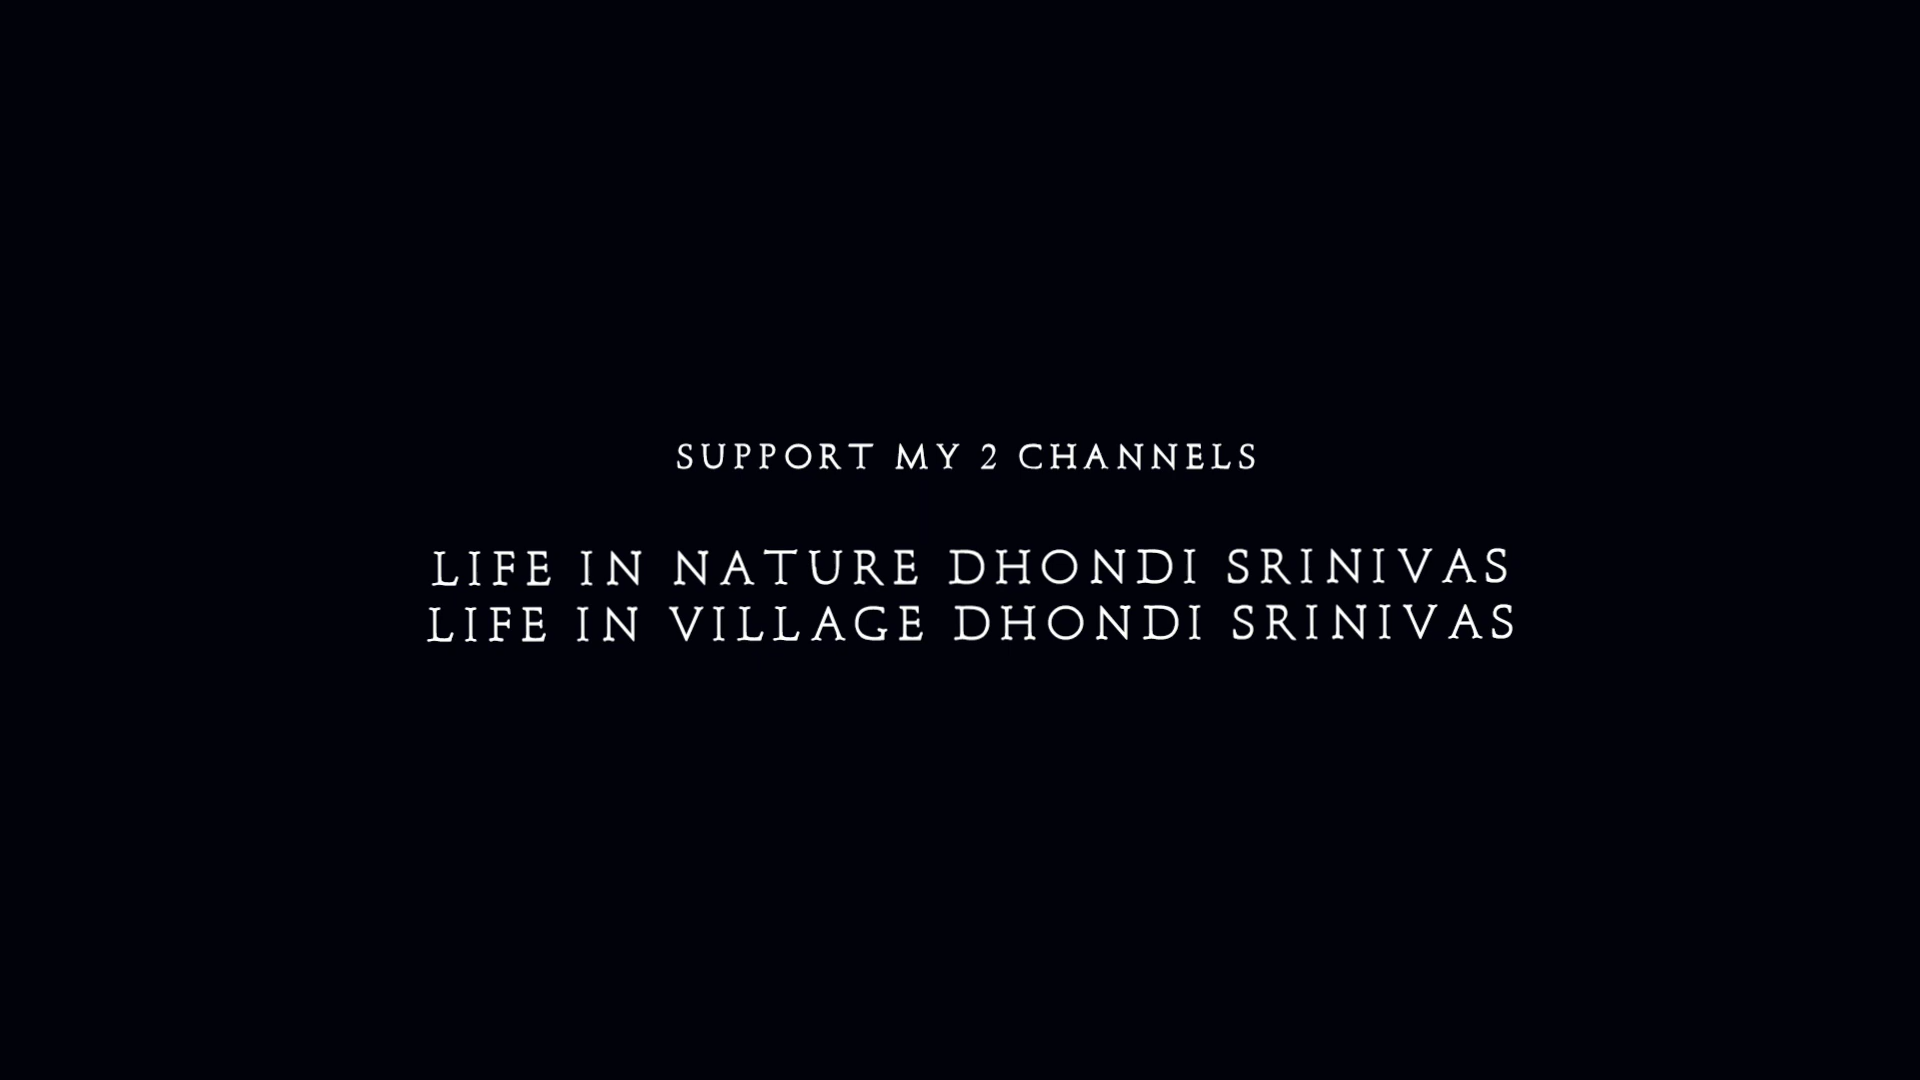 SUPPORT MY 2 CHANNELS
LIFE IN NATURE DHONDI SRINIVAS
LIFE IN VILLAGE DHONDI SRINIVAS